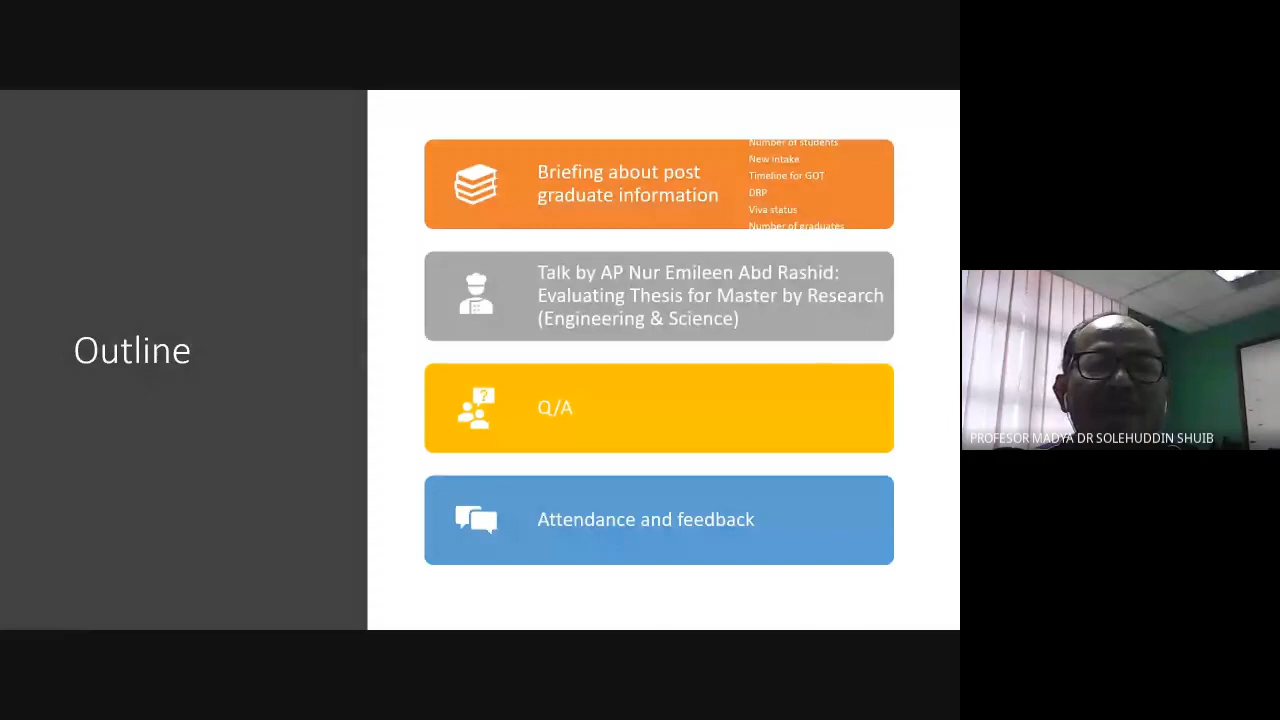 Outline
Briefing about post
graduate information
Number of students
New intake
Timeline for GOT
DRP
Viva status
Number of graduates
Talk by AP Nur Emileen Abd Rashid:
Evaluating Thesis for Master by Research
(Engineering & Science)
?
Q/A
Attendance and feedback
PROFESOR MADYA DR SOLEHUDDIN SHUIB